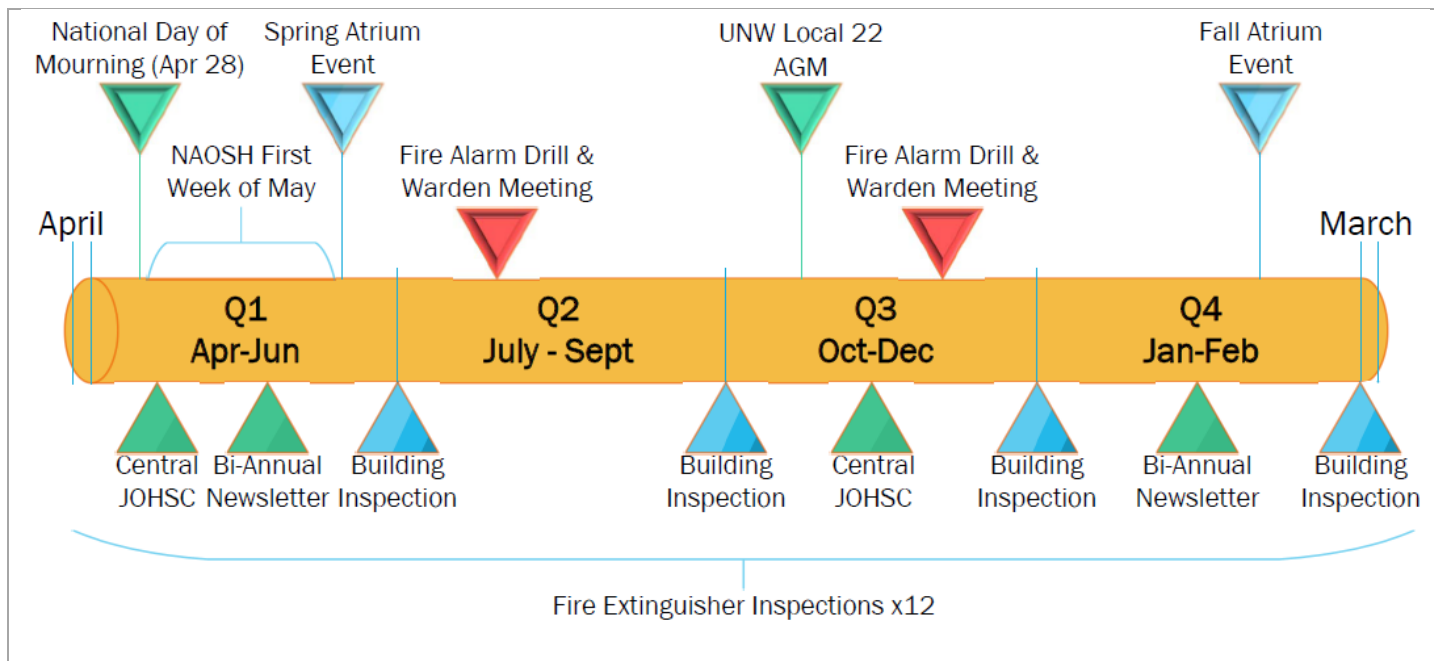 National Day of
Mourning (Apr 28)
Spring Atrium
Event
UNW Local 22
AGM
Fall Atrium
Event
NAOSH First
Week of May
Fire Alarm Drill &
Warden Meeting
Fire Alarm Drill &
Warden Meeting
April
March
Q1
Apr-Jun
Q2
July - Sept
Q3
Oct-Dec
Q4
Jan-Feb
Central
JOHSC
Bi-Annual
Newsletter
Building
Inspection
Building
Inspection
Central
JOHSC
Building
Inspection
Bi-Annual
Newsletter
Building
Inspection
Fire Extinguisher Inspections x12